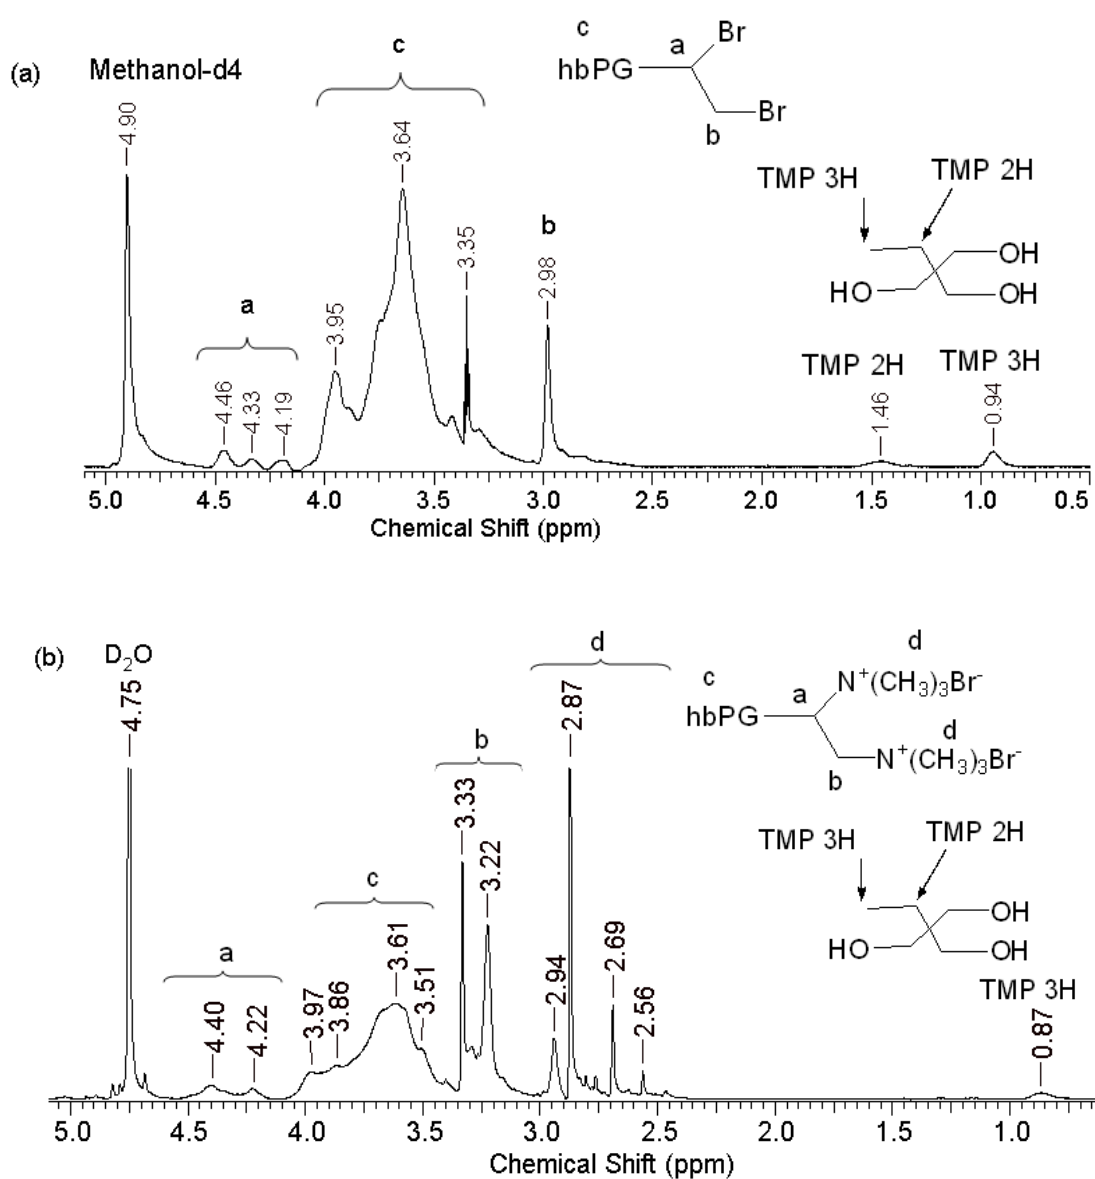 (a)
Methanol-d4
c
c
a
Br
hbPG
Br
b
TMP 3H
TMP 2H
OH
HO
OH
TMP 2H
TMP 3H
a
b
4.90
4.46
4.33
4.19
3.95
3.64
3.35
2.98
1.46
0.94
5.0 4.5 4.0 3.5 3.0 2.5 2.0 1.5 1.0 0.5
Chemical Shift (ppm)
(b)
D₂O
d
d
c
a
N⁺(CH₃)₃Br⁻
hbPG
d
N⁺(CH₃)₃Br⁻
b
TMP 3H
TMP 2H
OH
HO
OH
TMP 3H
a
c
b
4.75
4.40
4.22
3.97
3.86
3.61
3.51
3.33
3.22
2.94
2.87
2.69
2.56
0.87
5.0 4.5 4.0 3.5 3.0 2.5 2.0 1.5 1.0
Chemical Shift (ppm)